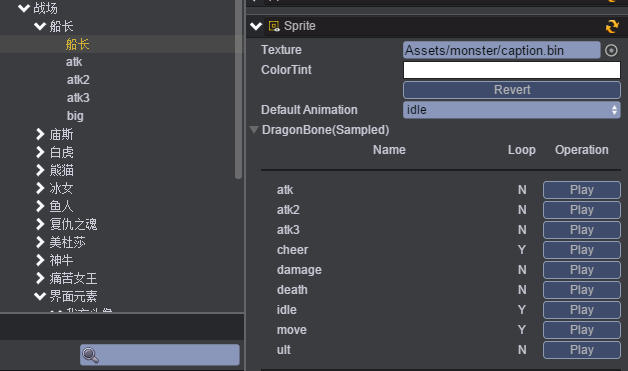 战场
船长
船长
atk
atk2
atk3
big
庙斯
白虎
熊猫
冰女
鱼人
复仇之魂
美杜莎
神牛
痛苦女王
界面元素
Sprite
Texture Assets/monster/caption.bin
ColorTint
Revert
Default Animation idle
DragonBone(Sampled)
Name Loop Operation
atk N Play
atk2 N Play
atk3 N Play
cheer Y Play
damage N Play
death N Play
idle Y Play
move Y Play
ult N Play